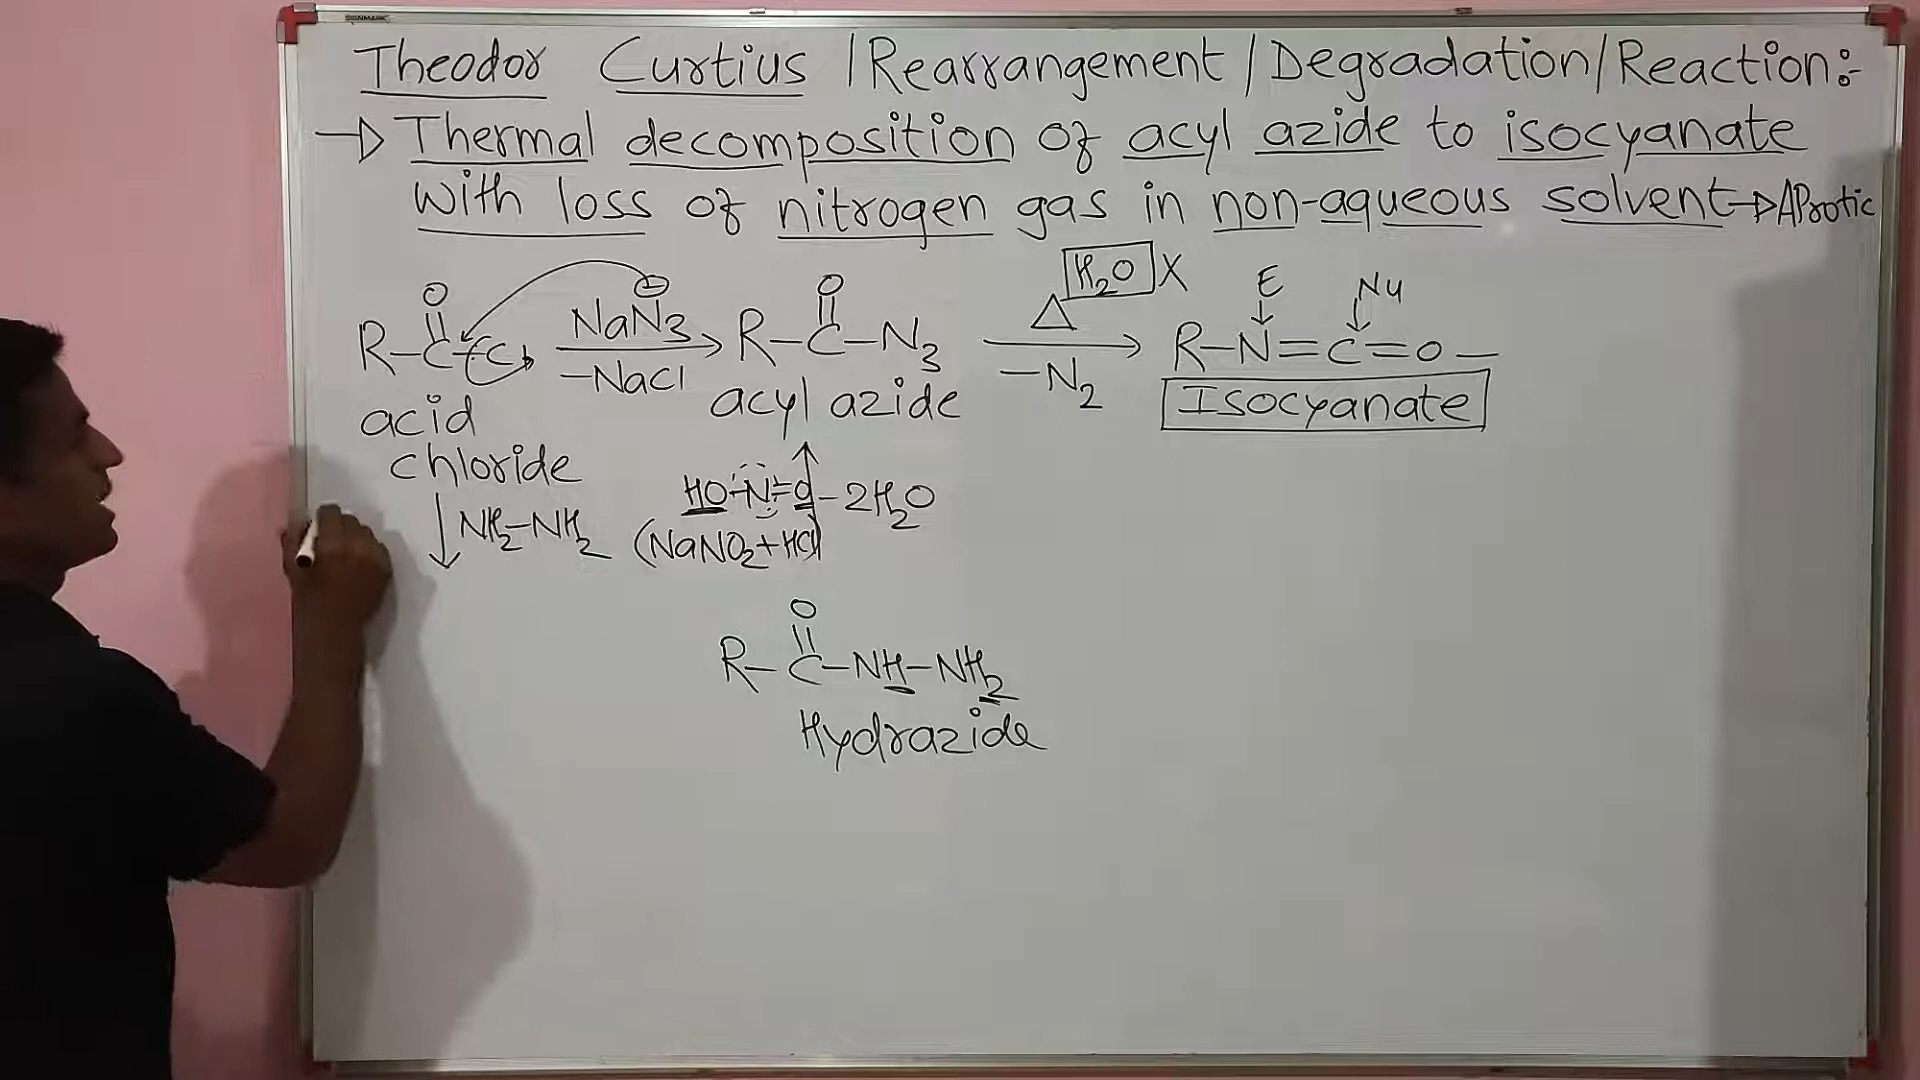 SIGNMARK
Theodor Curtius /Rearrangement/Degradation/Reaction:-
→ Thermal decomposition of acyl azide to isocyanate
with loss of nitrogen gas in non-aqueous solvent→AProtic
H2O X
O ⊖ O △ E Nu
R-C-Cl NaN3 R-C-N3 R-N=C=O
-NaCl -N2
acid acyl azide Isocyanate
chloride
HO-N=O -2H2O
NH2-NH2 (NaNO2+HCl)
O
R-C-NH-NH2
Hydrazide